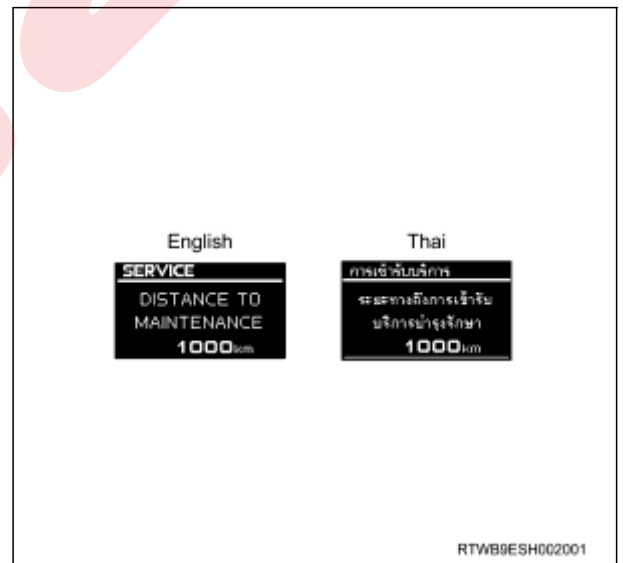 English
SERVICE
DISTANCE TO
MAINTENANCE
1000km
Thai
การเข้ารับบริการ
ระยะทางถึงการเข้ารับ
บริการบำรุงรักษา
1000km
RTWB9ESH002001